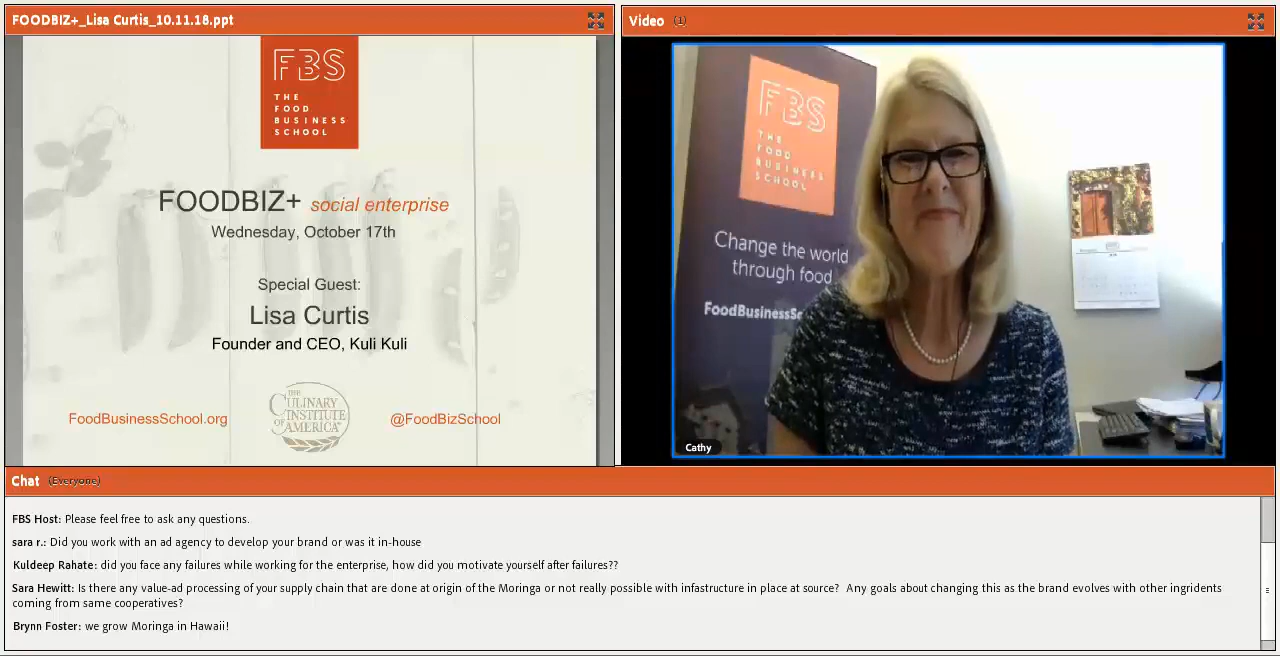 FOODBIZ+_Lisa Curtis_10.11.18.ppt
FBS
THE
FOOD
BUSINESS
SCHOOL
FOODBIZ+ social enterprise
Wednesday, October 17th
Special Guest:
Lisa Curtis
Founder and CEO, Kuli Kuli
FoodBusinessSchool.org
THE
CULINARY
INSTITUTE
OF AMERICA
@FoodBizSchool
Video (1)
FBS
THE
FOOD
BUSINESS
SCHOOL
Change the world
through food
FoodBusinessSc
Cathy
Chat (Everyone)
FBS Host: Please feel free to ask any questions.
sara r.: Did you work with an ad agency to develop your brand or was it in-house
Kuldeep Rahate: did you face any failures while working for the enterprise, how did you motivate yourself after failures??
Sara Hewitt: Is there any value-ad processing of your supply chain that are done at origin of the Moringa or not really possible with infastructure in place at source? Any goals about changing this as the brand evolves with other ingridents
coming from same cooperatives?
Brynn Foster: we grow Moringa in Hawaii!